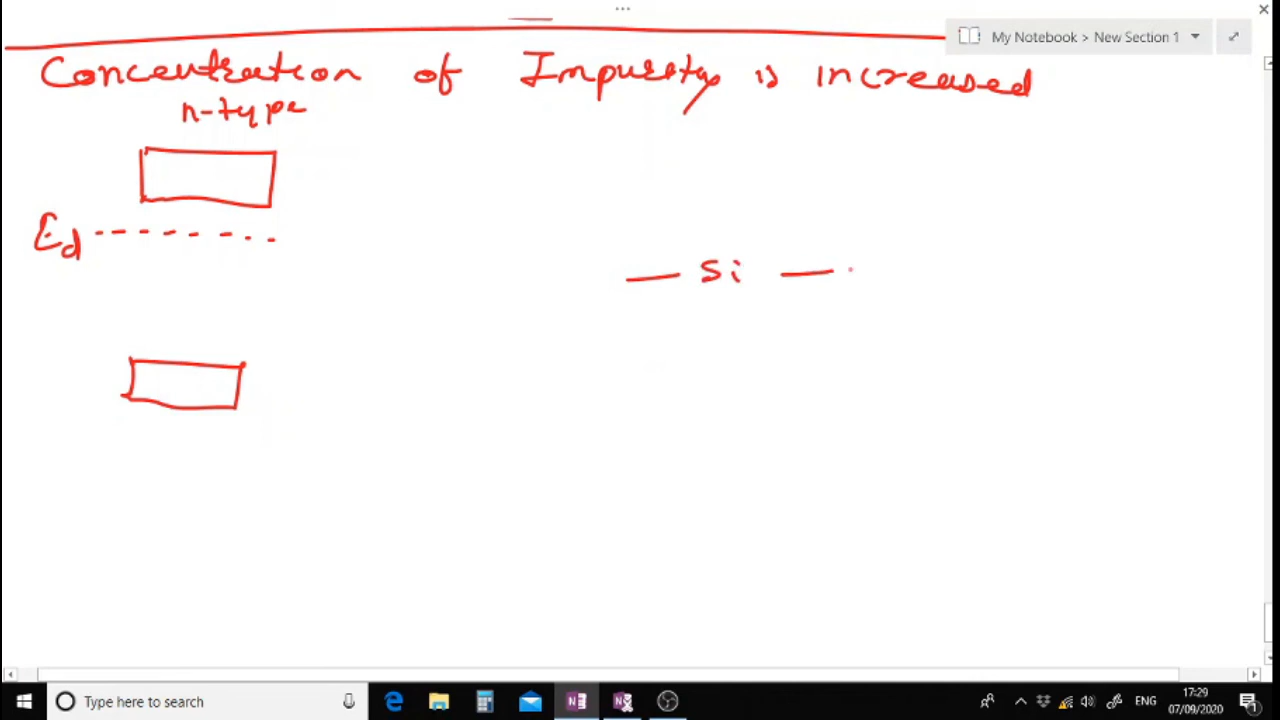 My Notebook > New Section 1
Concentration of Impurity is increased
n-type
Ed
Si
Type here to search
ENG
17:29
07/09/2020